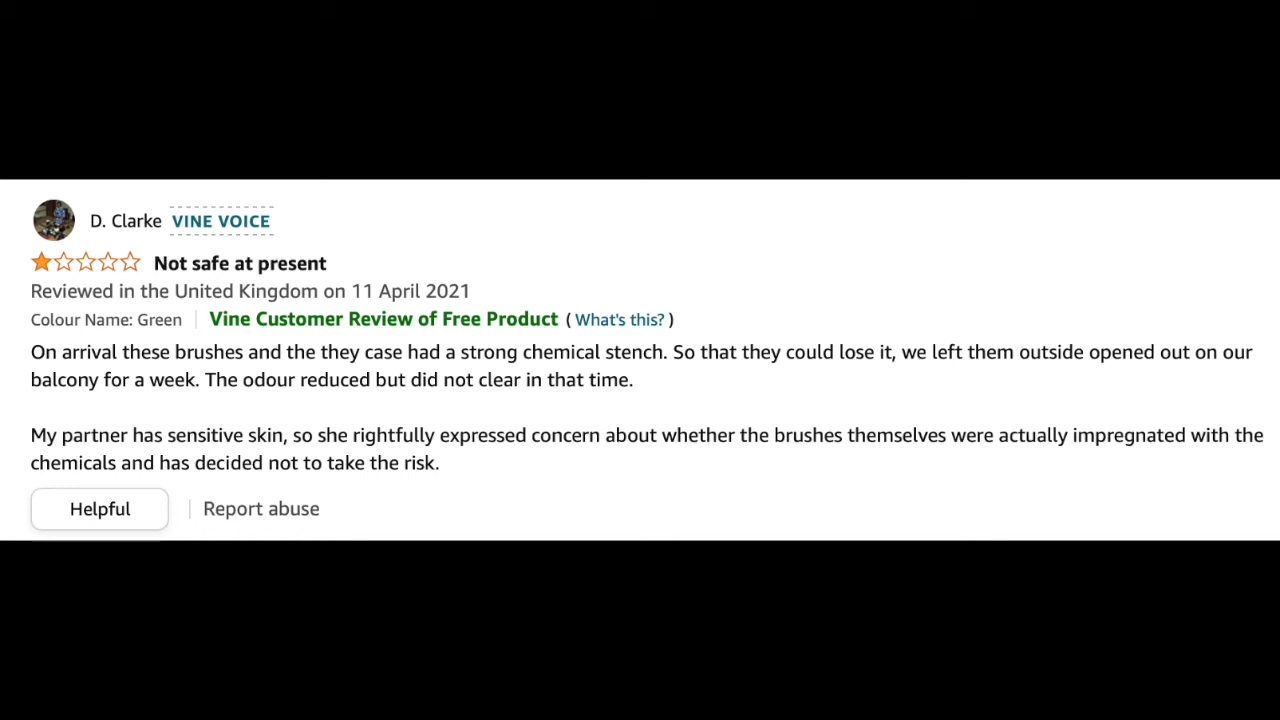 D. Clarke VINE VOICE
Not safe at present
Reviewed in the United Kingdom on 11 April 2021
Colour Name: Green Vine Customer Review of Free Product ( What's this? )
On arrival these brushes and the they case had a strong chemical stench. So that they could lose it, we left them outside opened out on our
balcony for a week. The odour reduced but did not clear in that time.
My partner has sensitive skin, so she rightfully expressed concern about whether the brushes themselves were actually impregnated with the
chemicals and has decided not to take the risk.
Helpful Report abuse